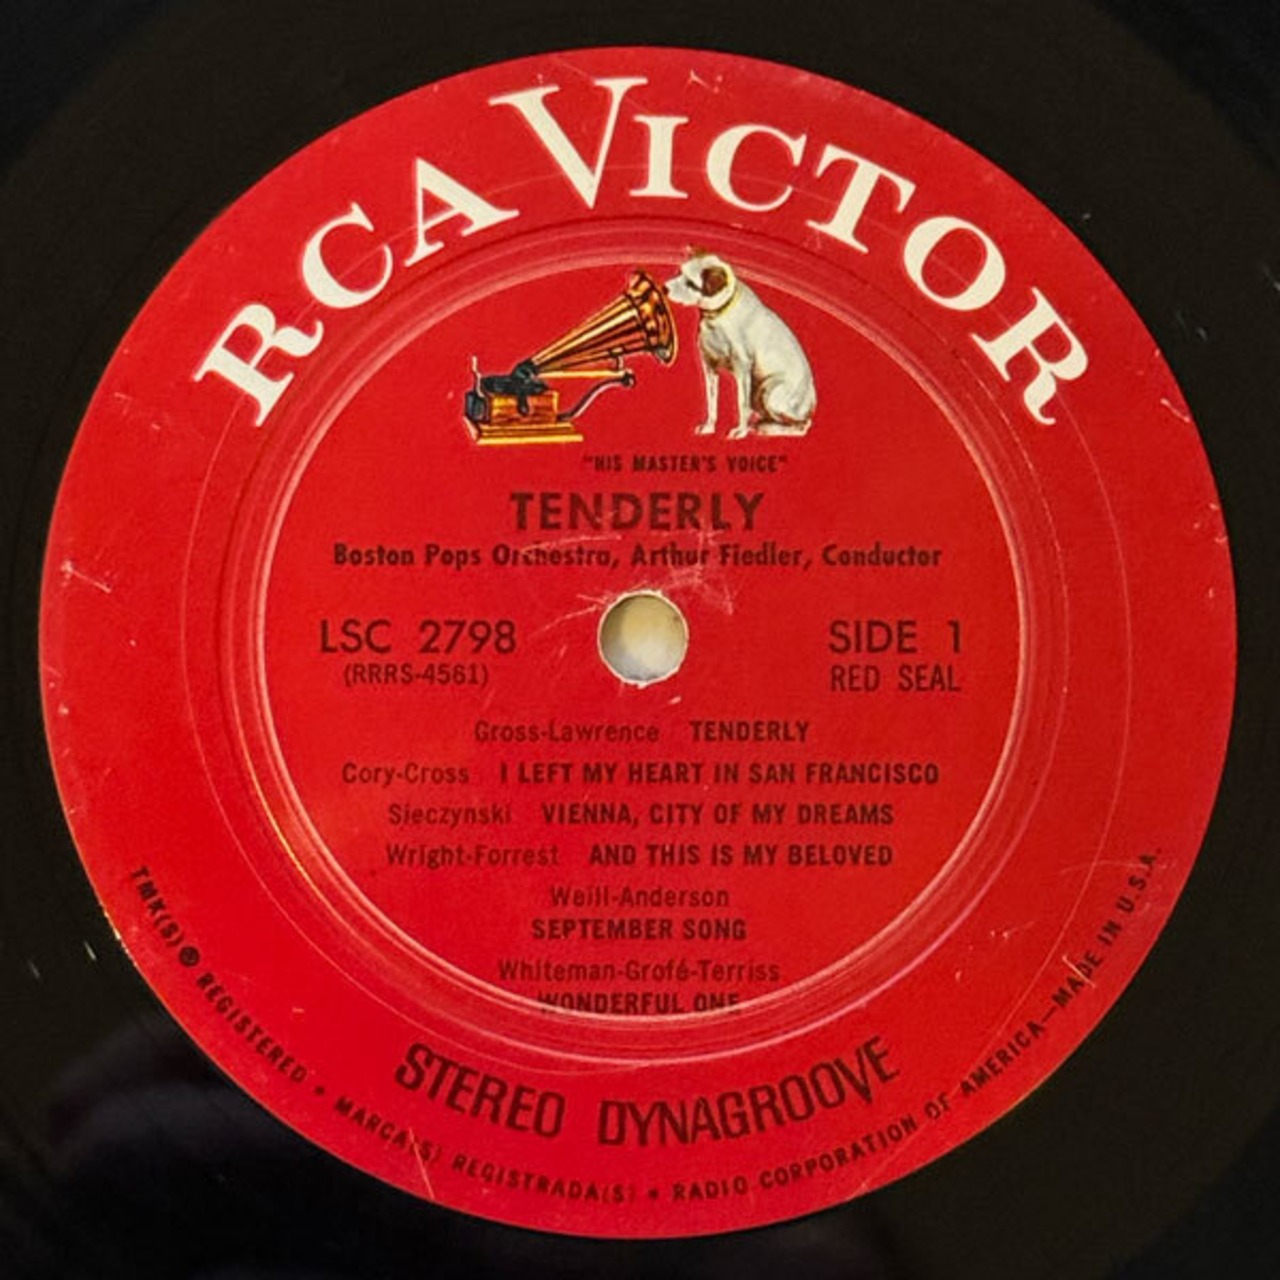 RCA VICTOR
"HIS MASTER'S VOICE"
TENDERLY
Boston Pops Orchestra, Arthur Fiedler, Conductor
LSC 2798 SIDE 1
(RRRS-4561) RED SEAL
Gross-Lawrence TENDERLY
Cory-Cross I LEFT MY HEART IN SAN FRANCISCO
Sieczynski VIENNA, CITY OF MY DREAMS
Wright-Forrest AND THIS IS MY BELOVED
Weill-Anderson
SEPTEMBER SONG
Whiteman-Grofé-Terriss
WONDERFUL ONE
STEREO DYNAGROOVE
TMK(S) ® REGISTERED • MARCA(S) REGISTRADA(S) • RADIO CORPORATION OF AMERICA—MADE IN U.S.A.